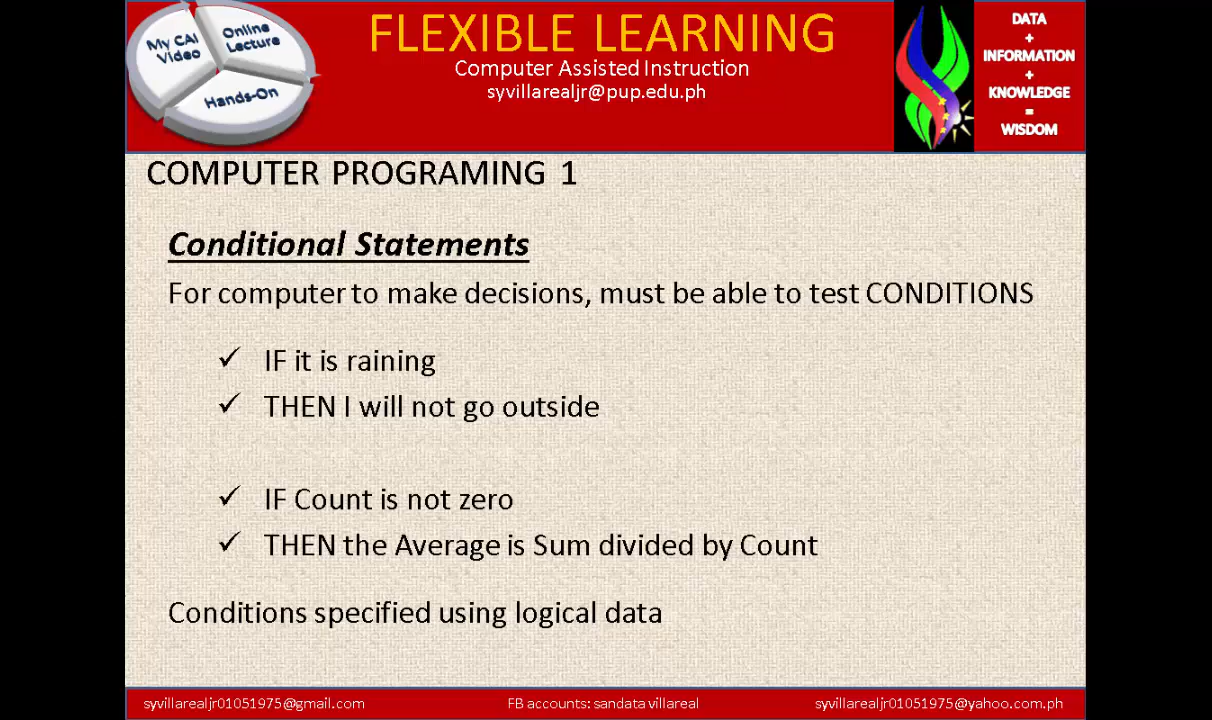 My CAI
Video
Online
Lecture
Hands-On
FLEXIBLE LEARNING
Computer Assisted Instruction
syvillarealjr@pup.edu.ph
DATA
+
INFORMATION
+
KNOWLEDGE
=
WISDOM
COMPUTER PROGRAMING 1
Conditional Statements
For computer to make decisions, must be able to test CONDITIONS
✓ IF it is raining
✓ THEN I will not go outside
✓ IF Count is not zero
✓ THEN the Average is Sum divided by Count
Conditions specified using logical data
syvillarealjr01051975@gmail.com
FB accounts: sandata villareal
syvillarealjr01051975@yahoo.com.ph